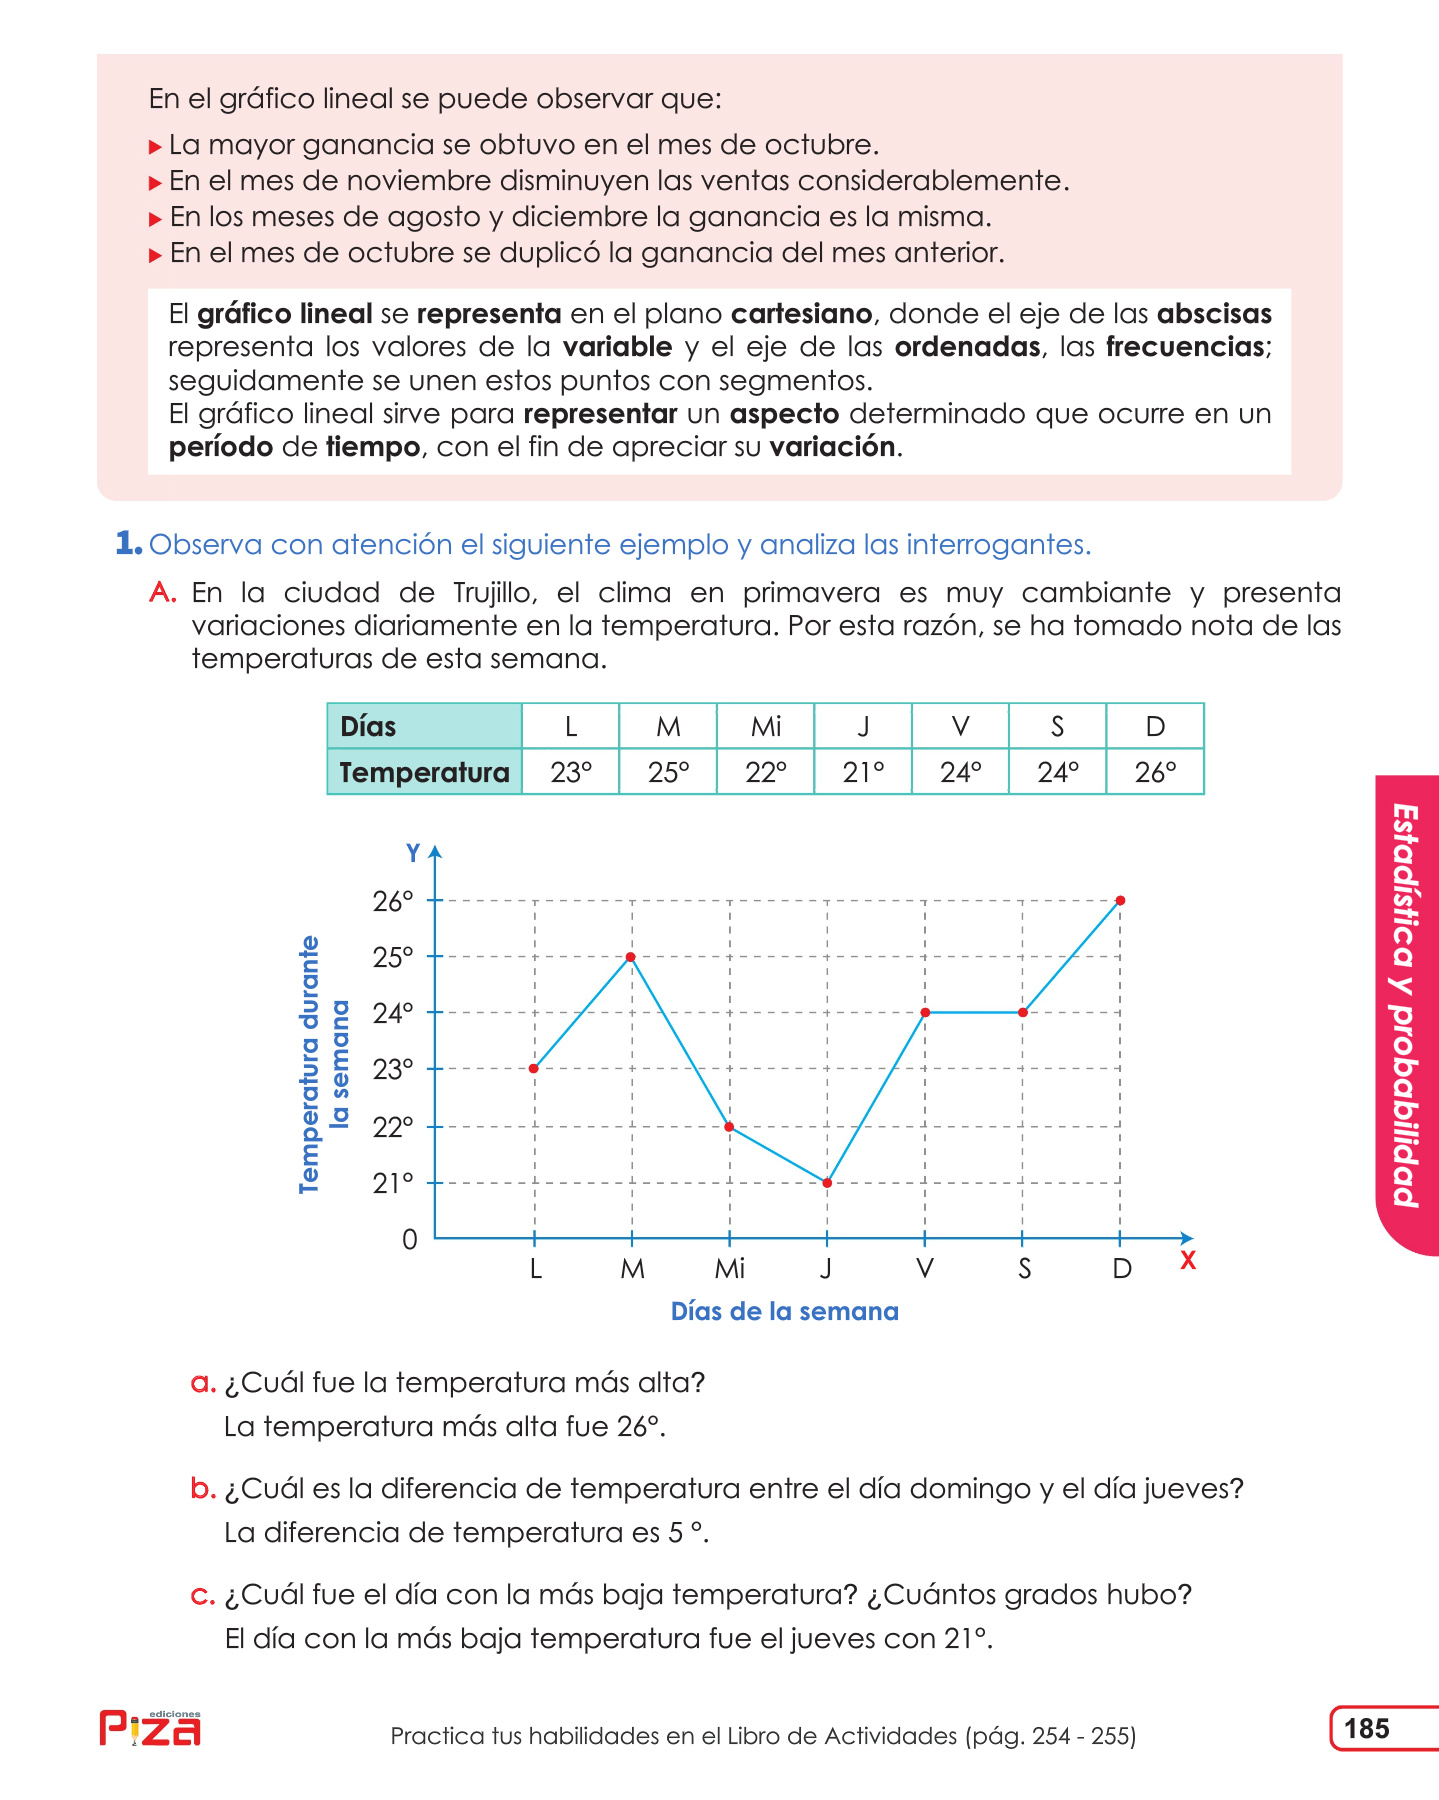 En el gráfico lineal se puede observar que:
La mayor ganancia se obtuvo en el mes de octubre.
En el mes de noviembre disminuyen las ventas considerablemente.
En los meses de agosto y diciembre la ganancia es la misma.
En el mes de octubre se duplicó la ganancia del mes anterior.
El gráfico lineal se representa en el plano cartesiano, donde el eje de las abscisas
representa los valores de la variable y el eje de las ordenadas, las frecuencias;
seguidamente se unen estos puntos con segmentos.
El gráfico lineal sirve para representar un aspecto determinado que ocurre en un
período de tiempo, con el fin de apreciar su variación.
1. Observa con atención el siguiente ejemplo y analiza las interrogantes.
A. En la ciudad de Trujillo, el clima en primavera es muy cambiante y presenta
variaciones diariamente en la temperatura. Por esta razón, se ha tomado nota de las
temperaturas de esta semana.
Días L M Mi J V S D
Temperatura 23° 25° 22° 21° 24° 24° 26°
Y
26°
25°
24°
23°
22°
21°
0
Temperatura durante
la semana
L M Mi J V S D
X
Días de la semana
a. ¿Cuál fue la temperatura más alta?
La temperatura más alta fue 26°.
b. ¿Cuál es la diferencia de temperatura entre el día domingo y el día jueves?
La diferencia de temperatura es 5 °.
c. ¿Cuál fue el día con la más baja temperatura? ¿Cuántos grados hubo?
El día con la más baja temperatura fue el jueves con 21°.
Estadística y probabilidad
ediciones
Piza
Practica tus habilidades en el Libro de Actividades (pág. 254 - 255)
185